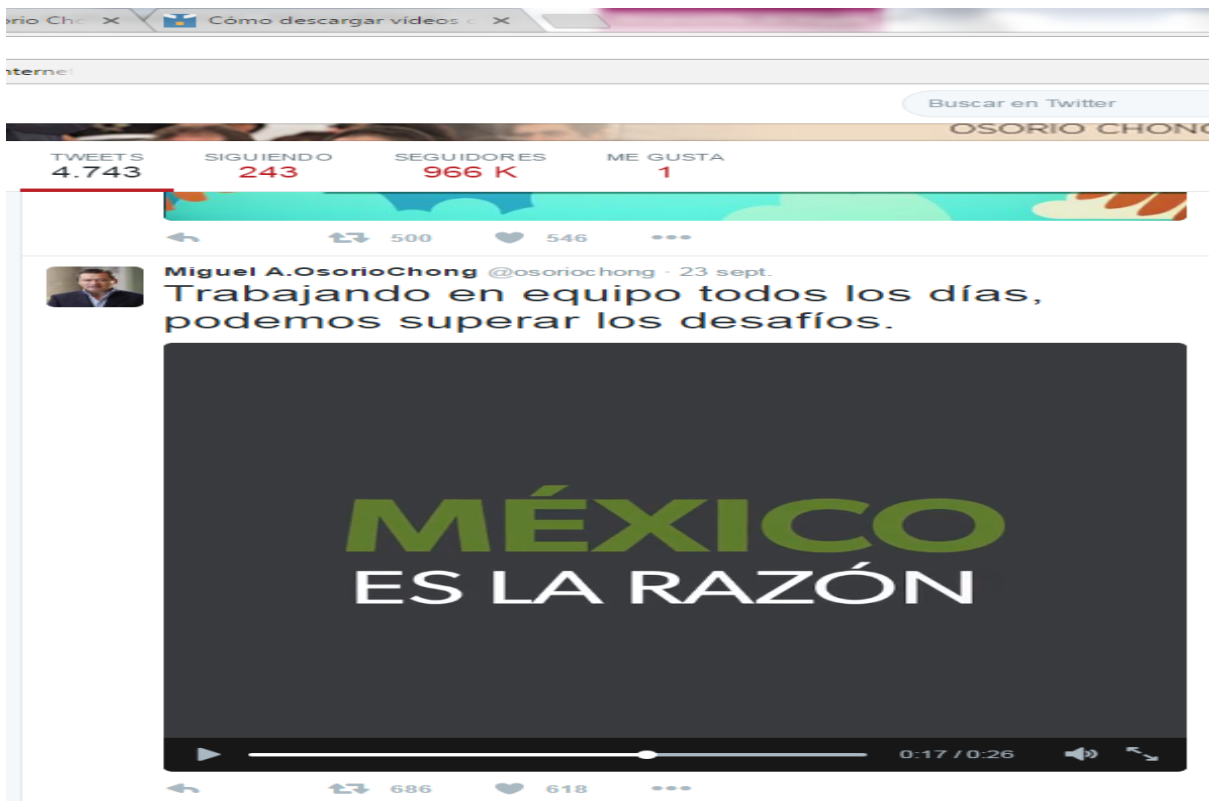 Cómo descargar vídeos
Buscar en Twitter
TWEETS SIGUIENDO SEGUIDORES ME GUSTA
4.743 243 966 K 1
500 546
Miguel A.OsorioChong @osoriochong · 23 sept.
Trabajando en equipo todos los días,
podemos superar los desafíos.
MÉXICO
ES LA RAZÓN
0:17 / 0:26
686 618